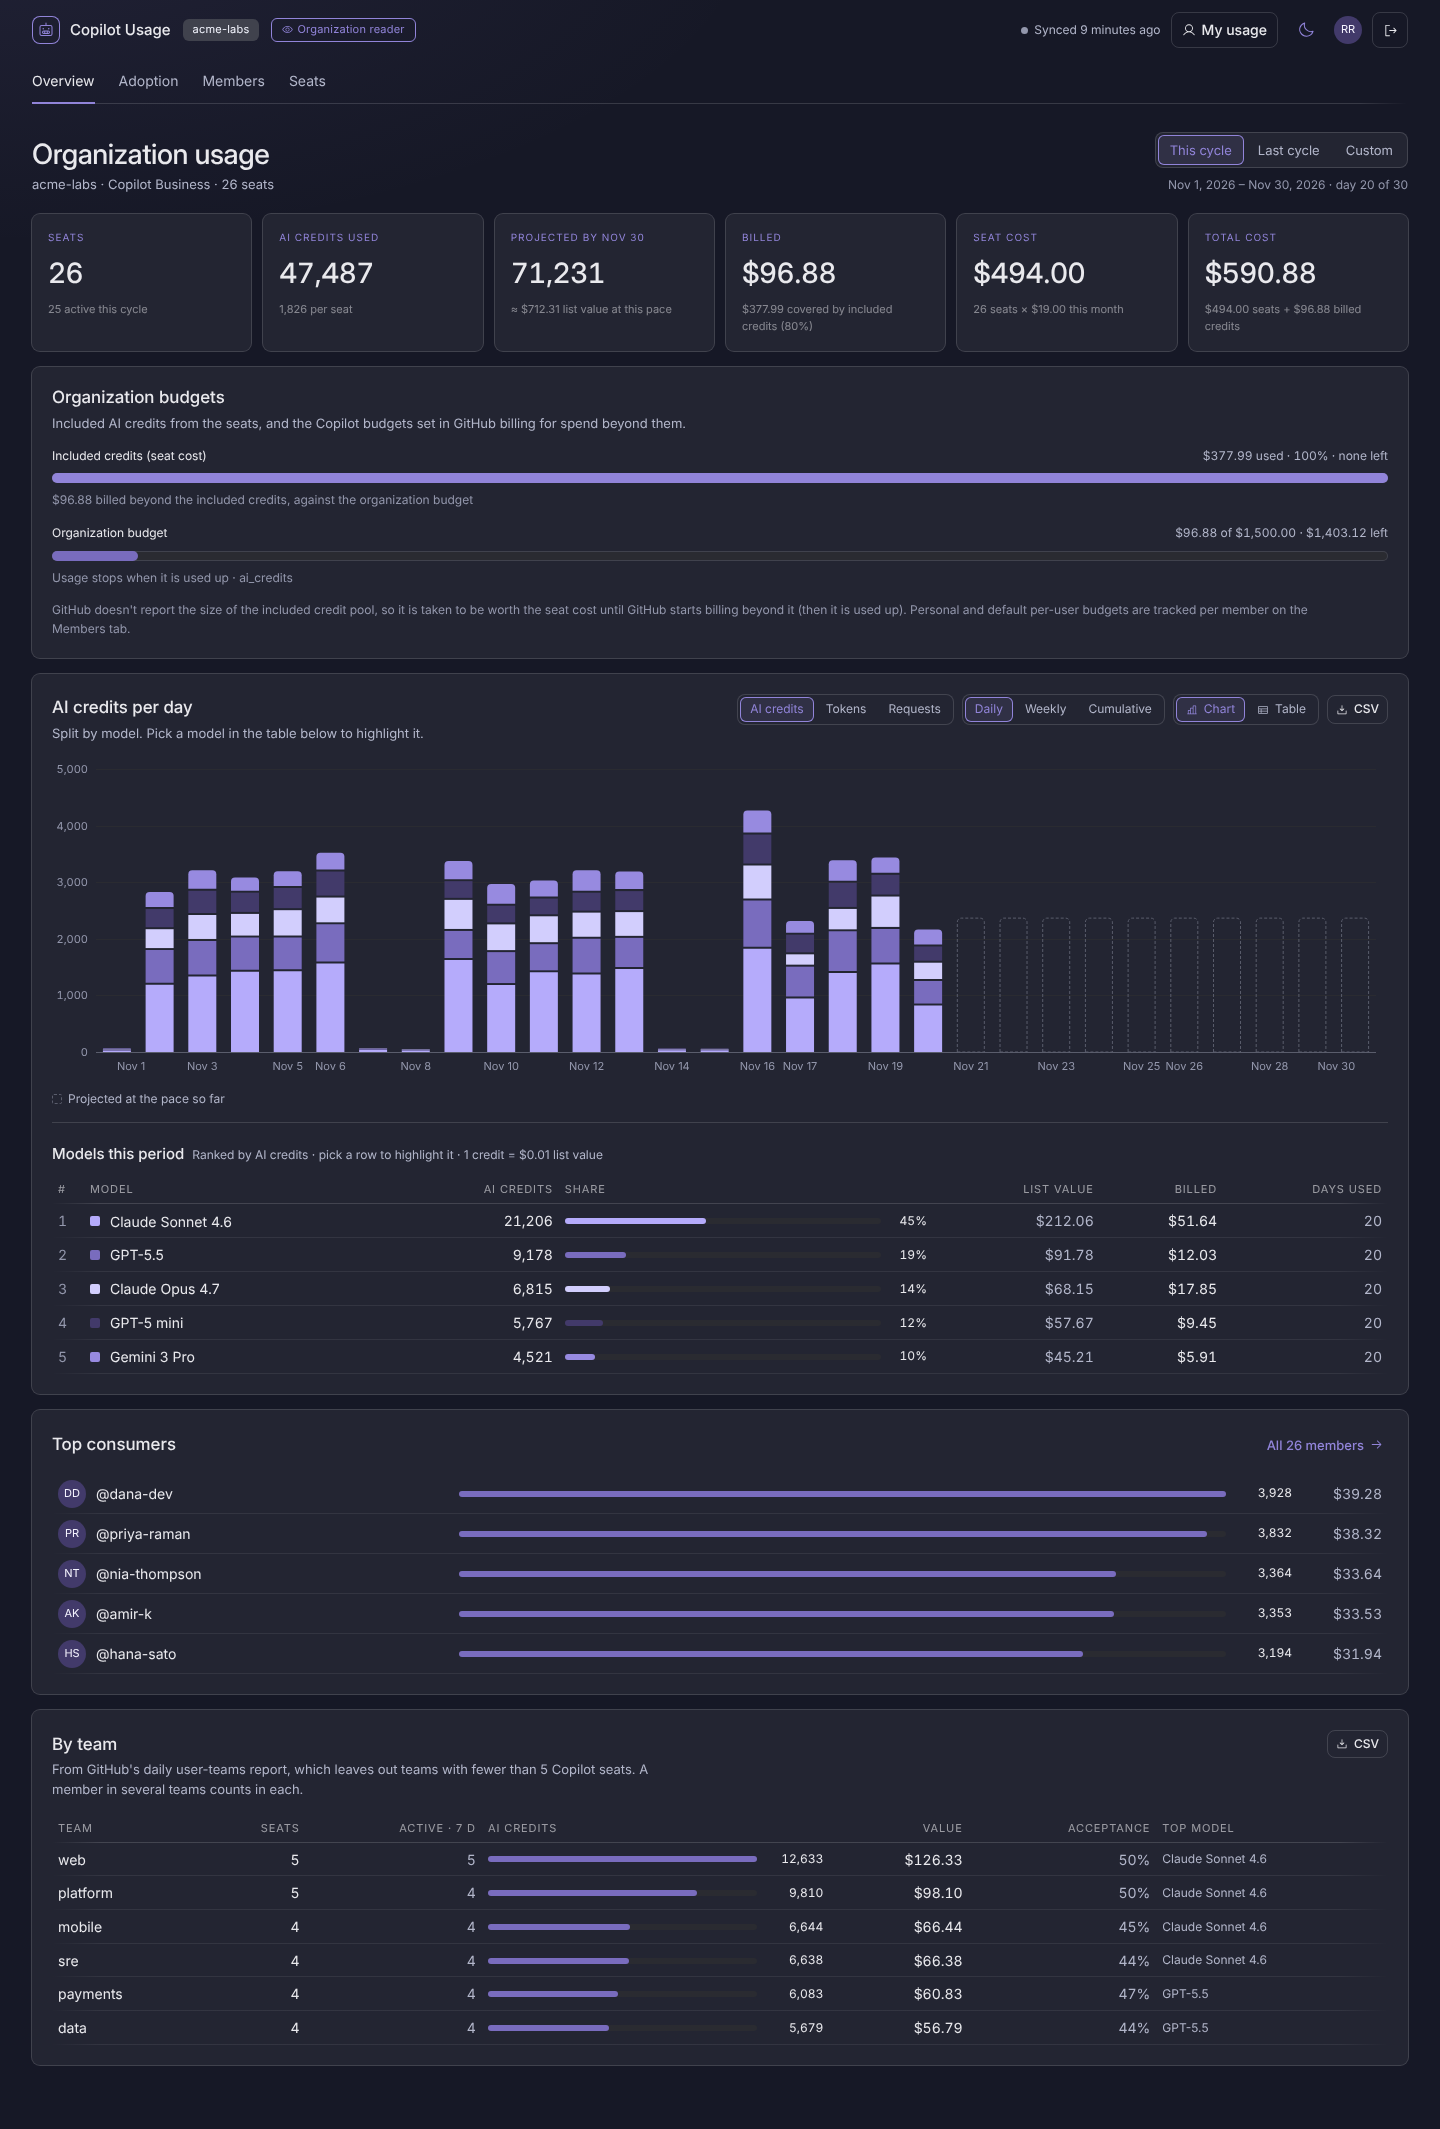 Copilot Usage acme-labs Organization reader Synced 9 minutes ago My usage RR
Overview Adoption Members Seats
Organization usage
This cycle Last cycle Custom
acme-labs · Copilot Business · 26 seats
Nov 1, 2026 – Nov 30, 2026 · day 20 of 30
SEATS
26
25 active this cycle
AI CREDITS USED
47,487
1,826 per seat
PROJECTED BY NOV 30
71,231
≈ $712.31 list value at this pace
BILLED
$96.88
$377.99 covered by included
credits (80%)
SEAT COST
$494.00
26 seats × $19.00 this month
TOTAL COST
$590.88
$494.00 seats + $96.88 billed
credits
Organization budgets
Included AI credits from the seats, and the Copilot budgets set in GitHub billing for spend beyond them.
Included credits (seat cost) $377.99 used · 100% · none left
$96.88 billed beyond the included credits, against the organization budget
Organization budget $96.88 of $1,500.00 · $1,403.12 left
Usage stops when it is used up · ai_credits
GitHub doesn't report the size of the included credit pool, so it is taken to be worth the seat cost until GitHub starts billing beyond it (then it is used up). Personal and default per-user budgets are tracked per member on the
Members tab.
AI credits per day
AI credits Tokens Requests Daily Weekly Cumulative Chart Table CSV
Split by model. Pick a model in the table below to highlight it.
5,000
4,000
3,000
2,000
1,000
0
Nov 1 Nov 3 Nov 5 Nov 6 Nov 8 Nov 10 Nov 12 Nov 14 Nov 16 Nov 17 Nov 19 Nov 21 Nov 23 Nov 25 Nov 26 Nov 28 Nov 30
Projected at the pace so far
Models this period Ranked by AI credits · pick a row to highlight it · 1 credit = $0.01 list value
# MODEL AI CREDITS SHARE LIST VALUE BILLED DAYS USED
1 Claude Sonnet 4.6 21,206 45% $212.06 $51.64 20
2 GPT-5.5 9,178 19% $91.78 $12.03 20
3 Claude Opus 4.7 6,815 14% $68.15 $17.85 20
4 GPT-5 mini 5,767 12% $57.67 $9.45 20
5 Gemini 3 Pro 4,521 10% $45.21 $5.91 20
Top consumers All 26 members →
DD @dana-dev 3,928 $39.28
PR @priya-raman 3,832 $38.32
NT @nia-thompson 3,364 $33.64
AK @amir-k 3,353 $33.53
HS @hana-sato 3,194 $31.94
By team CSV
From GitHub's daily user-teams report, which leaves out teams with fewer than 5 Copilot seats. A
member in several teams counts in each.
TEAM SEATS ACTIVE · 7 D AI CREDITS VALUE ACCEPTANCE TOP MODEL
web 5 5 12,633 $126.33 50% Claude Sonnet 4.6
platform 5 4 9,810 $98.10 50% Claude Sonnet 4.6
mobile 4 4 6,644 $66.44 45% Claude Sonnet 4.6
sre 4 4 6,638 $66.38 44% Claude Sonnet 4.6
payments 4 4 6,083 $60.83 47% GPT-5.5
data 4 4 5,679 $56.79 44% GPT-5.5